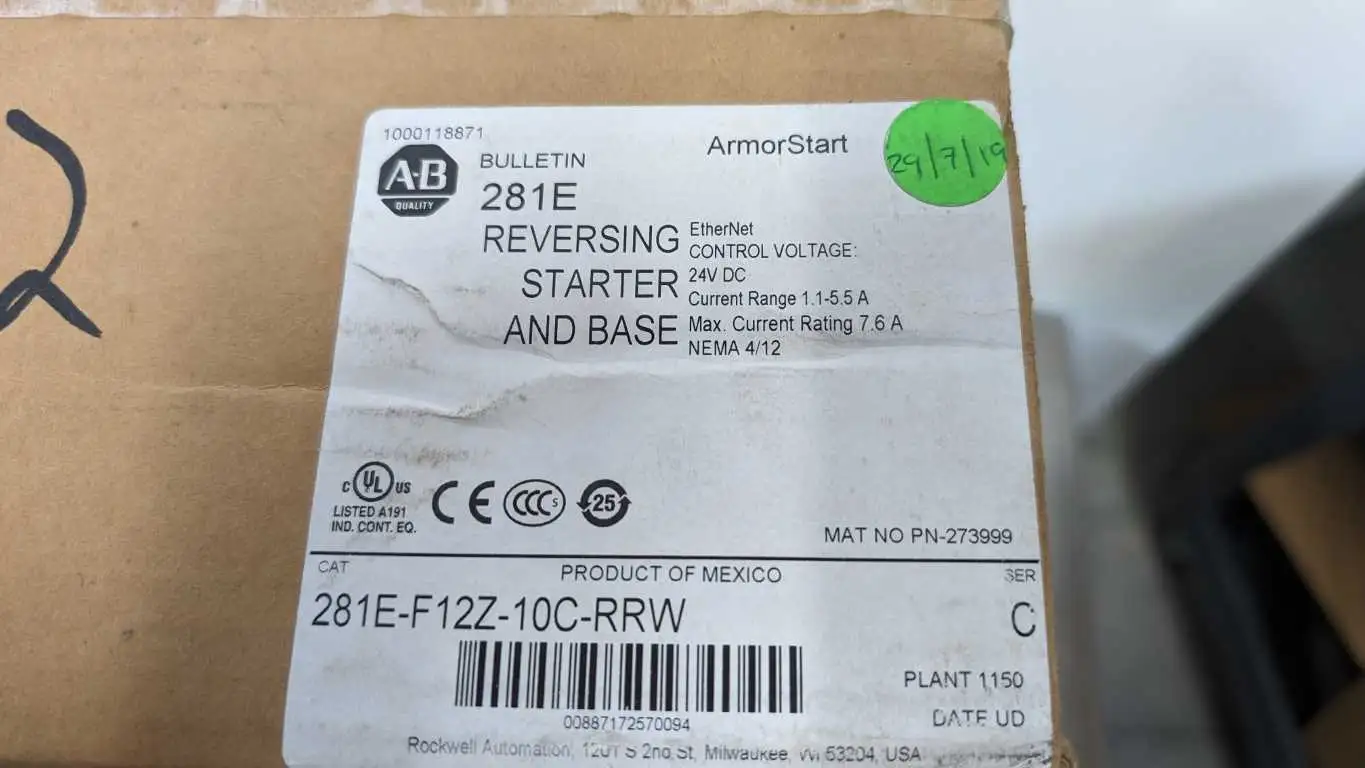 2
1000118871
A-B
QUALITY
BULLETIN
281E
REVERSING
STARTER
AND BASE
ArmorStart
29/7/19
EtherNet
CONTROL VOLTAGE:
24V DC
Current Range 1.1-5.5 A
Max. Current Rating 7.6 A
NEMA 4/12
C UL US
LISTED A191
IND. CONT. EQ.
CE
CCC S
25
MAT NO PN-273999
CAT
PRODUCT OF MEXICO
SER
281E-F12Z-10C-RRW
C
PLANT 1150
DATE UD
00887172570094
Rockwell Automation, 1201 S 2nd St, Milwaukee, WI 53204, USA